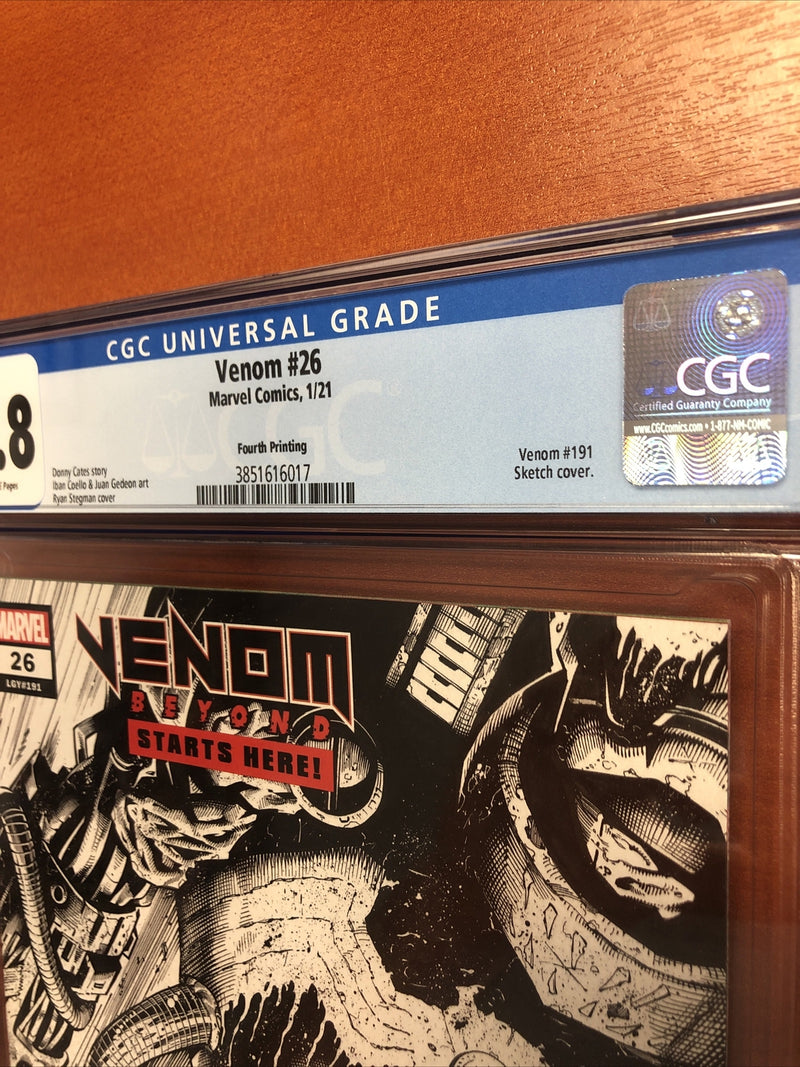 CGC UNIVERSAL GRADE
.8
Pages
Venom #26
Marvel Comics, 1/21
Fourth Printing
3851616017
Donny Cates story
Iban Coello & Juan Gedeon art
Ryan Stegman cover
Venom #191
Sketch cover.
CGC
CGC
Certified Guaranty Company
www.CGCcomics.com • 1-877-NM-COMIC
MARVEL
26
LGY#191
VENOM
BEYOND
STARTS HERE!